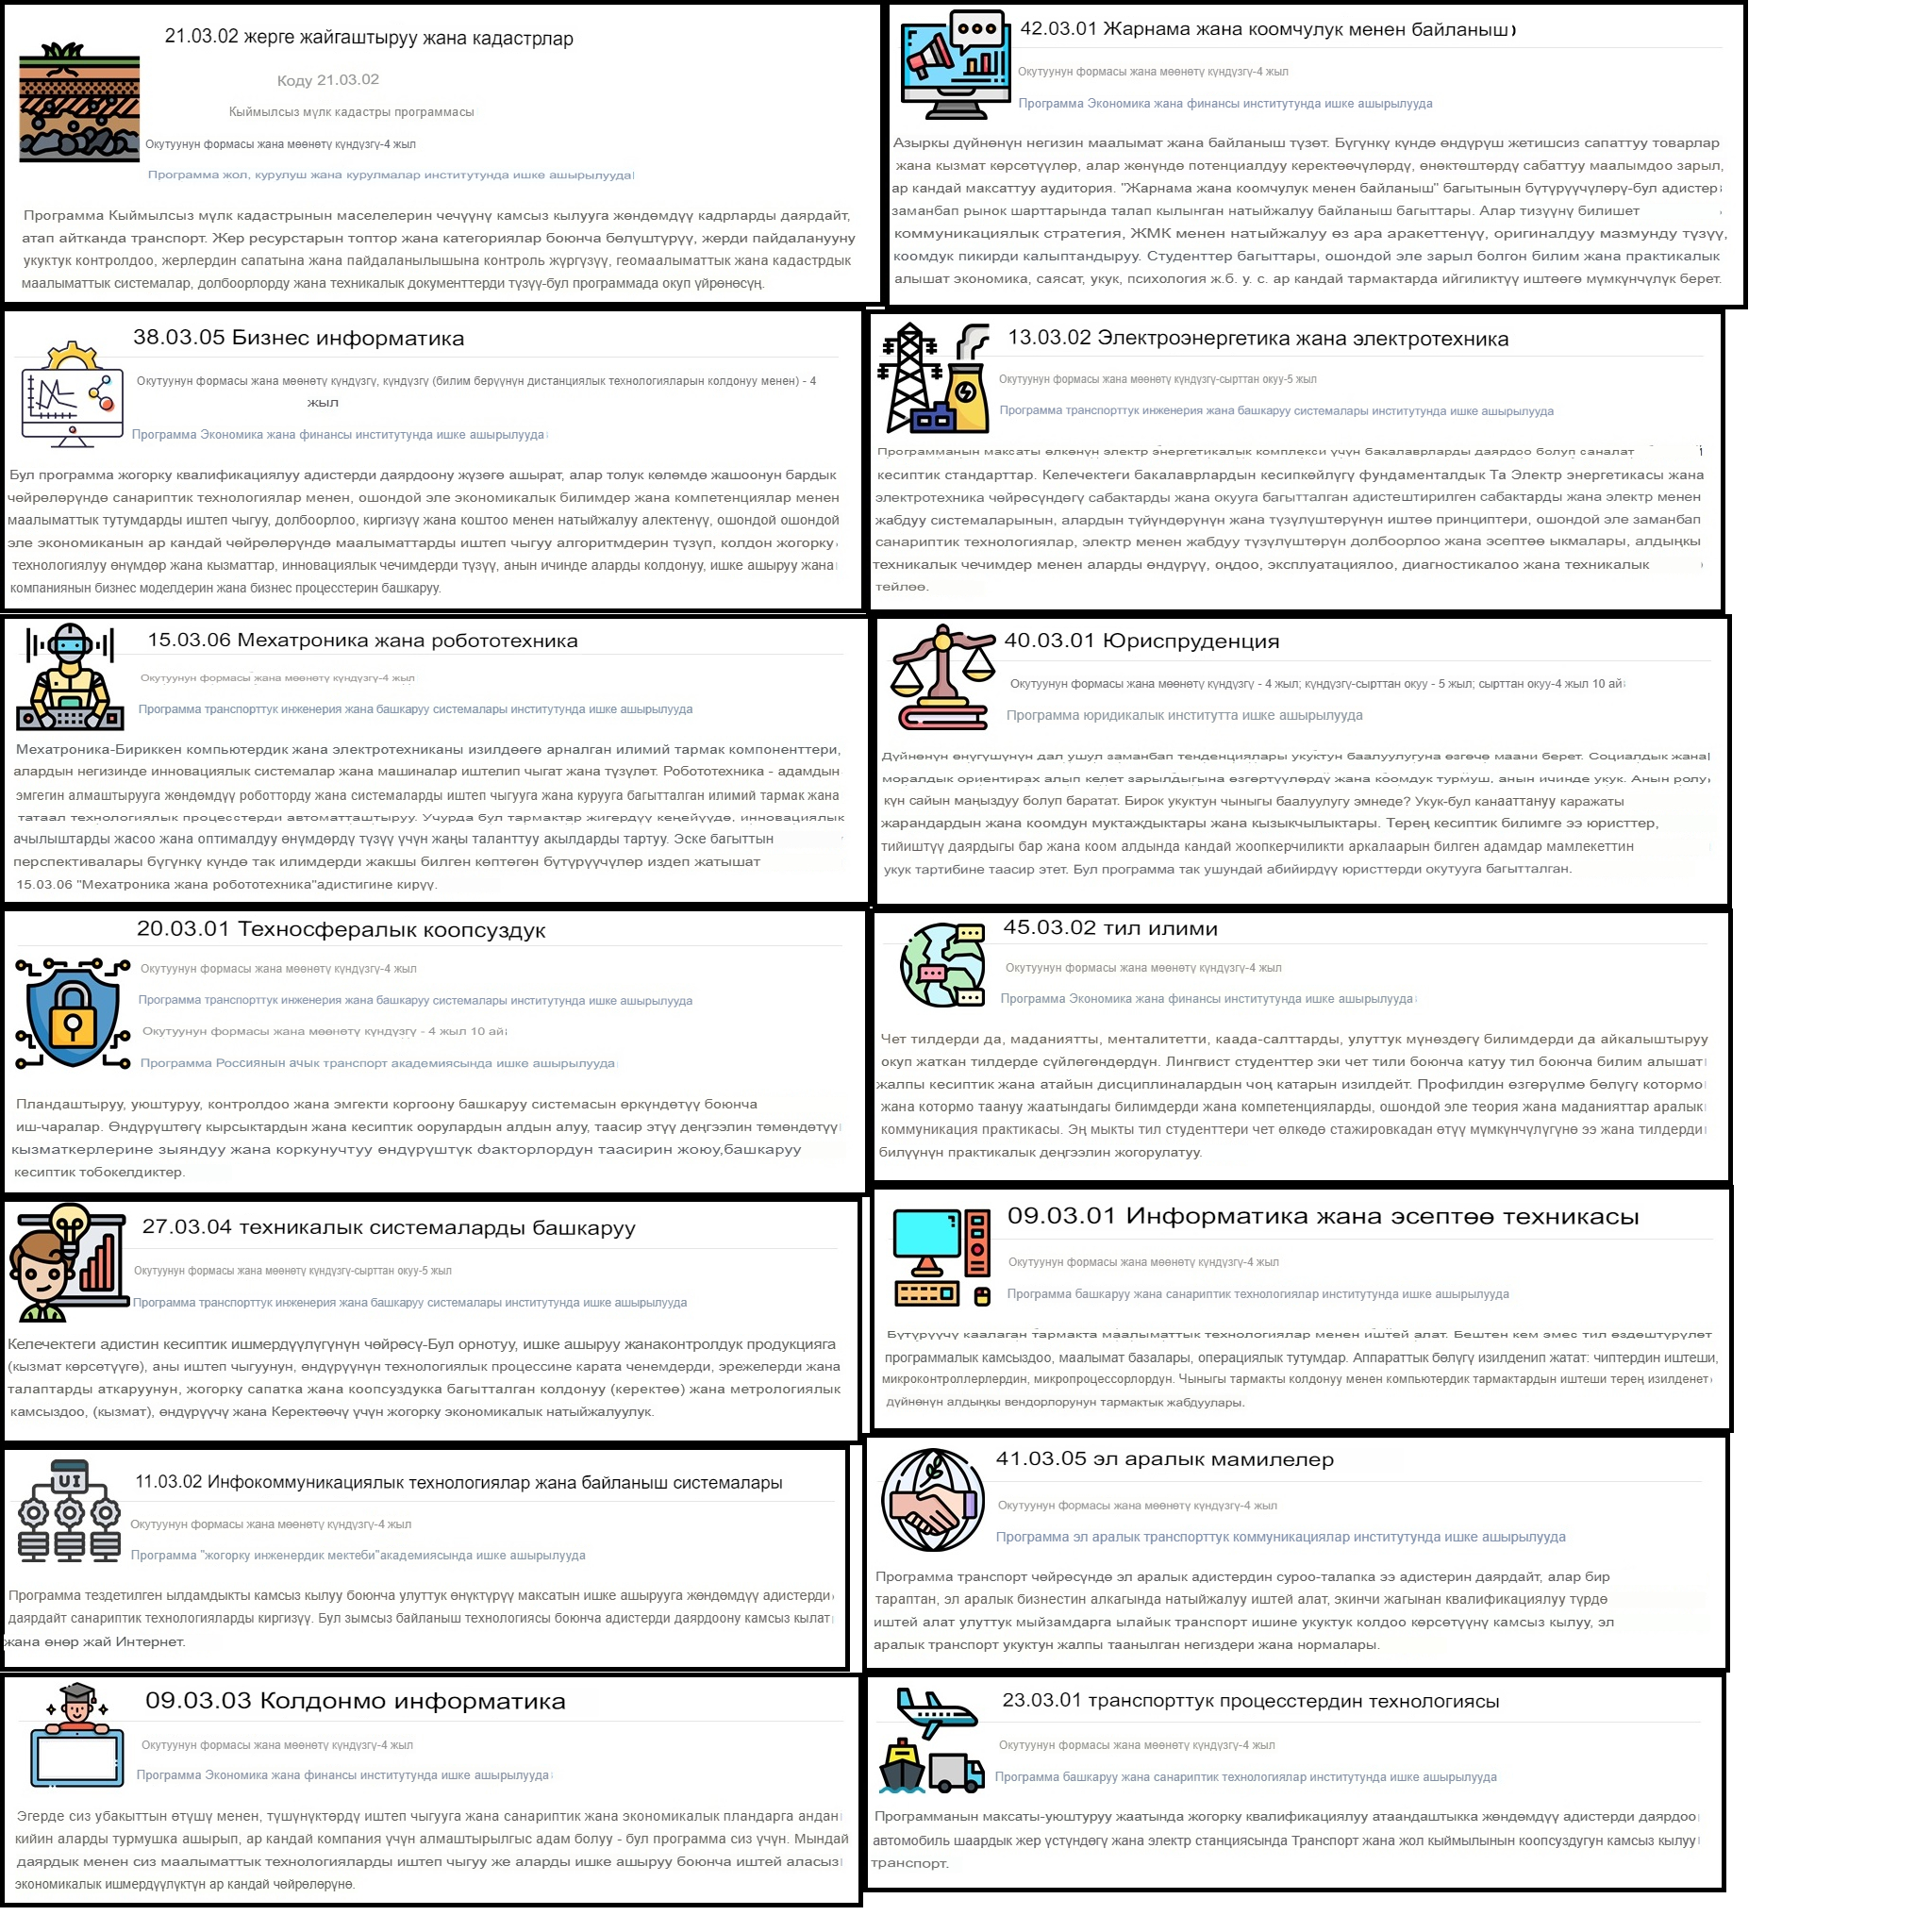 21.03.02 жерге жайгаштыруу жана кадастрлар
Коду 21.03.02
Кыймылсыз мүлк кадастры программасы
Окутуунун формасы жана мөөнөтү күндүзгү-4 жыл
Программа жол, курулуш жана курулмалар институтунда ишке ашырылууда
Программа Кыймылсыз мүлк кадастрынын маселелерин чечүүнү камсыз кылууга жөндөмдүү кадрларды даярдайт,
атап айтканда транспорт. Жер ресурстарын топтор жана категориялар боюнча бөлүштүрүү, жерди пайдаланууну
укуктук контролдоо, жерлердин сапатына жана пайдаланылышына контроль жүргүзүү, геомаалыматтык жана кадастрдык
маалыматтык системалар, долбоорлорду жана техникалык документтерди түзүү-бул программада окуп үйрөнөсүң.
42.03.01 Жарнама жана коомчулук менен байланыш)
Окутуунун формасы жана мөөнөтү күндүзгү-4 жыл
Программа Экономика жана финансы институтунда ишке ашырылууда
Азыркы дүйнөнүн негизин маалымат жана байланыш түзөт. Бүгүнкү күндө өндүрүш жетишсиз сапаттуу товарлар
жана кызмат көрсөтүүлөр, алар жөнүндө потенциалдуу керектөөчүлөрдү, өнөктөштөрдү сабаттуу маалымдоо зарыл,
ар кандай максаттуу аудитория. "Жарнама жана коомчулук менен байланыш" багытынын бүтүрүүчүлөрү-бул адистер
заманбап рынок шарттарында талап кылынган натыйжалуу байланыш багыттары. Алар тизүүнү билишет
коммуникациялык стратегия, ЖМК менен натыйжалуу өз ара аракеттенүү, оригиналдуу мазмунду түзүү,
коомдук пикирди калыптандыруу. Студенттер багыттары, ошондой эле зарыл болгон билим жана практикалык
алышат экономика, саясат, укук, психология ж.б. у. с. ар кандай тармактарда ийгиликтүү иштөөгө мүмкүнчүлүк берет.
38.03.05 Бизнес информатика
Окутуунун формасы жана мөөнөтү күндүзгү, күндүзгү (билим берүүнүн дистанциялык технологияларын колдонуу менен) - 4
жыл
Программа Экономика жана финансы институтунда ишке ашырылууда
Бул программа жогорку квалификациялуу адистерди даярдоону жүзөгө ашырат, алар толук көлөмдө жашоонун бардык
чөйрөлөрүндө санариптик технологиялар менен, ошондой эле экономикалык билимдер жана компетенциялар менен
маалыматтык тутумдарды иштеп чыгуу, долбоорлоо, киргизүү жана коштоо менен натыйжалуу алектенүү, ошондой ошондой
эле экономиканын ар кандай чөйрөлөрүндө маалыматтарды иштеп чыгуу алгоритмдерин түзүп, колдон жогорку
технологиялуу өнүмдөр жана кызматтар, инновациялык чечимдерди түзүү, анын ичинде аларды колдонуу, ишке ашыруу жана
компаниянын бизнес моделдерин жана бизнес процесстерин башкаруу.
13.03.02 Электроэнергетика жана электротехника
Окутуунун формасы жана мөөнөтү күндүзгү-сырттан окуу-5 жыл
Программа транспорттук инженерия жана башкаруу системалары институтунда ишке ашырылууда
Программанын максаты өлкөнүн электр энергетикалык комплекси үчүн бакалаврларды даярдоо болуп саналат
кесиптик стандарттар. Келечектеги бакалаврлардын кесипкөйлүгү фундаменталдык Та Электр энергетикасы жана
электротехника чөйрөсүндөгү сабактарды жана окууга багытталган адистештирилген сабактарды жана электр менен
жабдуу системаларынын, алардын түйүндөрүнүн жана түзүлүштөрүнүн иштөө принциптери, ошондой эле заманбап
санариптик технологиялар, электр менен жабдуу түзүлүштөрүн долбоорлоо жана эсептөө ыкмалары, алдыңкы
техникалык чечимдер менен аларды өндүрүү, оңдоо, эксплуатациялоо, диагностикалоо жана техникалык
тейлөө.
15.03.06 Мехатроника жана робототехника
Окутуунун формасы жана мөөнөтү күндүзгү-4 жыл
Программа транспорттук инженерия жана башкаруу системалары институтунда ишке ашырылууда
Мехатроника-Бириккен компьютердик жана электротехниканы изилдөөгө арналган илимий тармак компоненттери,
алардын негизинде инновациялык системалар жана машиналар иштелип чыгат жана түзүлөт. Робототехника - адамдын
эмгегин алмаштырууга жөндөмдүү роботторду жана системаларды иштеп чыгууга жана курууга багытталган илимий тармак жана
татаал технологиялык процесстерди автоматташтыруу. Учурда бул тармактар жигердүү кеңейүүдө, инновациялык
ачылыштарды жасоо жана оптималдуу өнүмдөрдү түзүү үчүн жаңы таланттуу акылдарды тартуу. Эске багыттын
перспективалары бүгүнкү күндө так илимдерди жакшы билген көптөгөн бүтүрүүчүлөр издеп жатышат
15.03.06 "Мехатроника жана робототехника"адистигине кирүү.
40.03.01 Юриспруденция
Окутуунун формасы жана мөөнөтү күндүзгү - 4 жыл; күндүзгү-сырттан окуу - 5 жыл; сырттан окуу-4 жыл 10 ай
Программа юридикалык институтта ишке ашырылууда
Дүйнөнүн өнүгүшүнүн дал ушул заманбап тенденциялары укуктун баалуулугуна өзгөчө маани берет. Социалдык жана
моралдык ориентирах алып келет зарылдыгына өзгөртүүлөрдү жана коомдук турмуш, анын ичинде укук. Анын ролу
күн сайын маңыздуу болуп баратат. Бирок укуктун чыныгы баалуулугу эмнеде? Укук-бул канааттануу каражаты
жарандардын жана коомдун муктаждыктары жана кызыкчылыктары. Терең кесиптик билимге ээ юристтер,
тийиштүү даярдыгы бар жана коом алдында кандай жоопкерчиликти аркалаарын билген адамдар мамлекеттин
укук тартибине таасир этет. Бул программа так ушундай абийирдүү юристтерди окутууга багытталган.
20.03.01 Техносфералык коопсуздук
Окутуунун формасы жана мөөнөтү күндүзгү-4 жыл
Программа транспорттук инженерия жана башкаруу системалары институтунда ишке ашырылууда
Окутуунун формасы жана мөөнөтү күндүзгү - 4 жыл 10 ай
Программа Россиянын ачык транспорт академиясында ишке ашырылууда
Пландаштыруу, уюштуруу, контролдоо жана эмгекти коргоону башкаруу системасын өркүндөтүү боюнча
иш-чаралар. Өндүрүштөгү кырсыктардын жана кесиптик оорулардын алдын алуу, таасир этүү деңгээлин төмөндөтүү
кызматкерлерине зыяндуу жана коркунучтуу өндүрүштүк факторлордун таасирин жоюу,башкаруу
кесиптик тобокелдиктер.
45.03.02 тил илими
Окутуунун формасы жана мөөнөтү күндүзгү-4 жыл
Программа Экономика жана финансы институтунда ишке ашырылууда
Чет тилдерди да, маданиятты, менталитетти, каада-салттарды, улуттук мүнөздөгү билимдерди да айкалыштыруу
окуп жаткан тилдерде сүйлөгөндөрдүн. Лингвист студенттер эки чет тили боюнча катуу тил боюнча билим алышат
жалпы кесиптик жана атайын дисциплиналардын чоң катарын изилдейт. Профилдин өзгөрүлмө бөлүгү котормо
жана котормо таануу жаатындагы билимдерди жана компетенцияларды, ошондой эле теория жана маданияттар аралык
коммуникация практикасы. Эң мыкты тил студенттери чет өлкөдө стажировкадан өтүү мүмкүнчүлүгүнө ээ жана тилдерди
билүүнүн практикалык деңгээлин жогорулатуу.
27.03.04 техникалык системаларды башкаруу
Окутуунун формасы жана мөөнөтү күндүзгү-сырттан окуу-5 жыл
Программа транспорттук инженерия жана башкаруу системалары институтунда ишке ашырылууда
Келечектеги адистин кесиптик ишмердүүлүгүнүн чөйрөсү-Бул орнотуу, ишке ашыруу жанаконтролдук продукцияга
(кызмат көрсөтүүгө), аны иштеп чыгуунун, өндүрүүнүн технологиялык процессине карата ченемдерди, эрежелерди жана
талаптарды аткаруунун, жогорку сапатка жана коопсуздукка багытталган колдонуу (керектөө) жана метрологиялык
камсыздоо, (кызмат), өндүрүүчү жана Керектөөчү үчүн жогорку экономикалык натыйжалуулук.
09.03.01 Информатика жана эсептөө техникасы
Окутуунун формасы жана мөөнөтү күндүзгү-4 жыл
Программа башкаруу жана санариптик технологиялар институтунда ишке ашырылууда
Бүтүрүүчү каалаган тармакта маалыматтык технологиялар менен иштей алат. Бештен кем эмес тил өздөштүрүлөт
программалык камсыздоо, маалымат базалары, операциялык тутумдар. Аппараттык бөлүгү изилденип жатат: чиптердин иштеши,
микроконтроллерлердин, микропроцессорлордун. Чыныгы тармакты колдонуу менен компьютердик тармактардын иштеши терең изилденет
дүйнөнүн алдыңкы вендорлорунун тармактык жабдуулары.
UI
11.03.02 Инфокоммуникациялык технологиялар жана байланыш системалары
Окутуунун формасы жана мөөнөтү күндүзгү-4 жыл
Программа "жогорку инженердик мектеби"академиясында ишке ашырылууда
Программа тездетилген ылдамдыкты камсыз кылуу боюнча улуттук өнүктүрүү максатын ишке ашырууга жөндөмдүү адистерди
даярдайт санариптик технологияларды киргизүү. Бул зымсыз байланыш технологиясы боюнча адистерди даярдоону камсыз кылат
жана өнөр жай Интернет.
41.03.05 эл аралык мамилелер
Окутуунун формасы жана мөөнөтү күндүзгү-4 жыл
Программа эл аралык транспорттук коммуникациялар институтунда ишке ашырылууда
Программа транспорт чөйрөсүндө эл аралык адистердин суроо-талапка ээ адистерин даярдайт, алар бир
тараптан, эл аралык бизнестин алкагында натыйжалуу иштей алат, экинчи жагынан квалификациялуу түрдө
иштей алат улуттук мыйзамдарга ылайык транспорт ишине укуктук колдоо көрсөтүүнү камсыз кылуу, эл
аралык транспорт укуктун жалпы таанылган негиздери жана нормалары.
09.03.03 Колдонмо информатика
Окутуунун формасы жана мөөнөтү күндүзгү-4 жыл
Программа Экономика жана финансы институтунда ишке ашырылууда
Эгерде сиз убакыттын өтүшү менен, түшүнүктөрдү иштеп чыгууга жана санариптик жана экономикалык пландарга андан
кийин аларды турмушка ашырып, ар кандай компания үчүн алмаштырылгыс адам болуу - бул программа сиз үчүн. Мындай
даярдык менен сиз маалыматтык технологияларды иштеп чыгуу же аларды ишке ашыруу боюнча иштей аласыз
экономикалык ишмердүүлүктүн ар кандай чөйрөлөрүнө.
23.03.01 транспорттук процесстердин технологиясы
Окутуунун формасы жана мөөнөтү күндүзгү-4 жыл
Программа башкаруу жана санариптик технологиялар институтунда ишке ашырылууда
Программанын максаты-уюштуруу жаатында жогорку квалификациялуу атаандаштыкка жөндөмдүү адистерди даярдоо
автомобиль шаардык жер үстүндөгү жана электр станциясында Транспорт жана жол кыймылынын коопсуздугун камсыз кылуу
транспорт.